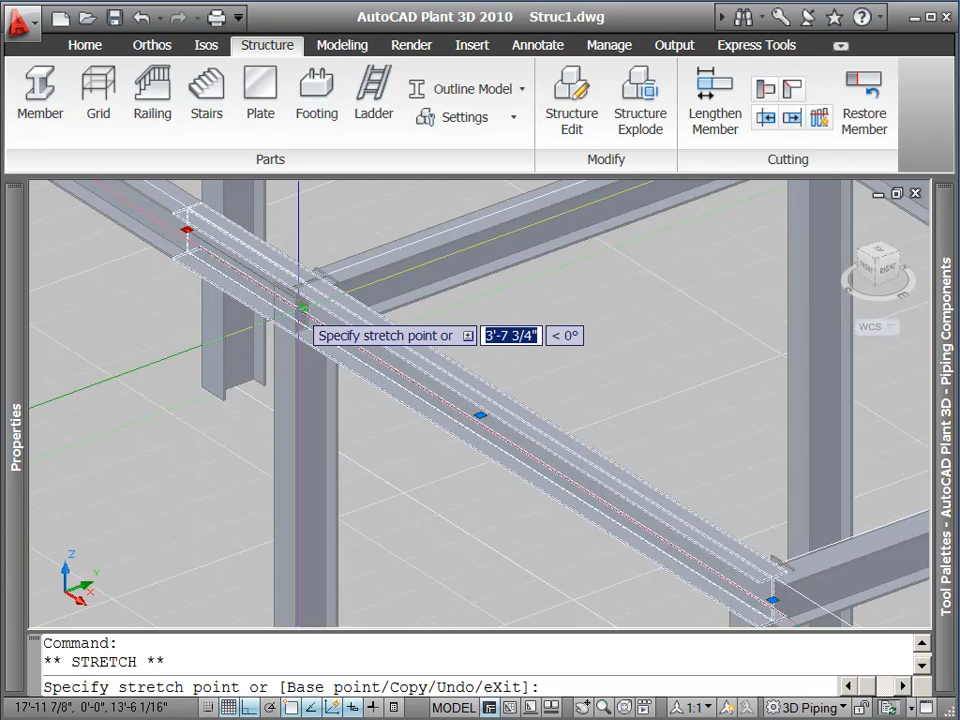 AutoCAD Plant 3D 2010 Struc1.dwg
Home Orthos Isos Structure Modeling Render Insert Annotate Manage Output Express Tools
Member Grid Railing Stairs Plate Footing Ladder
Outline Model
Settings
Structure Edit
Structure Explode
Lengthen Member
Restore Member
Parts Modify Cutting
FRONT RIGHT
WCS
Specify stretch point or 3'-7 3/4" < 0°
Properties
Tool Palettes - AutoCAD Plant 3D - Piping Components
Z
Y
X
Command:
** STRETCH **
Specify stretch point or [Base point/Copy/Undo/eXit]:
17'-11 7/8", 0'-0", 13'-6 1/16" MODEL 1:1 3D Piping